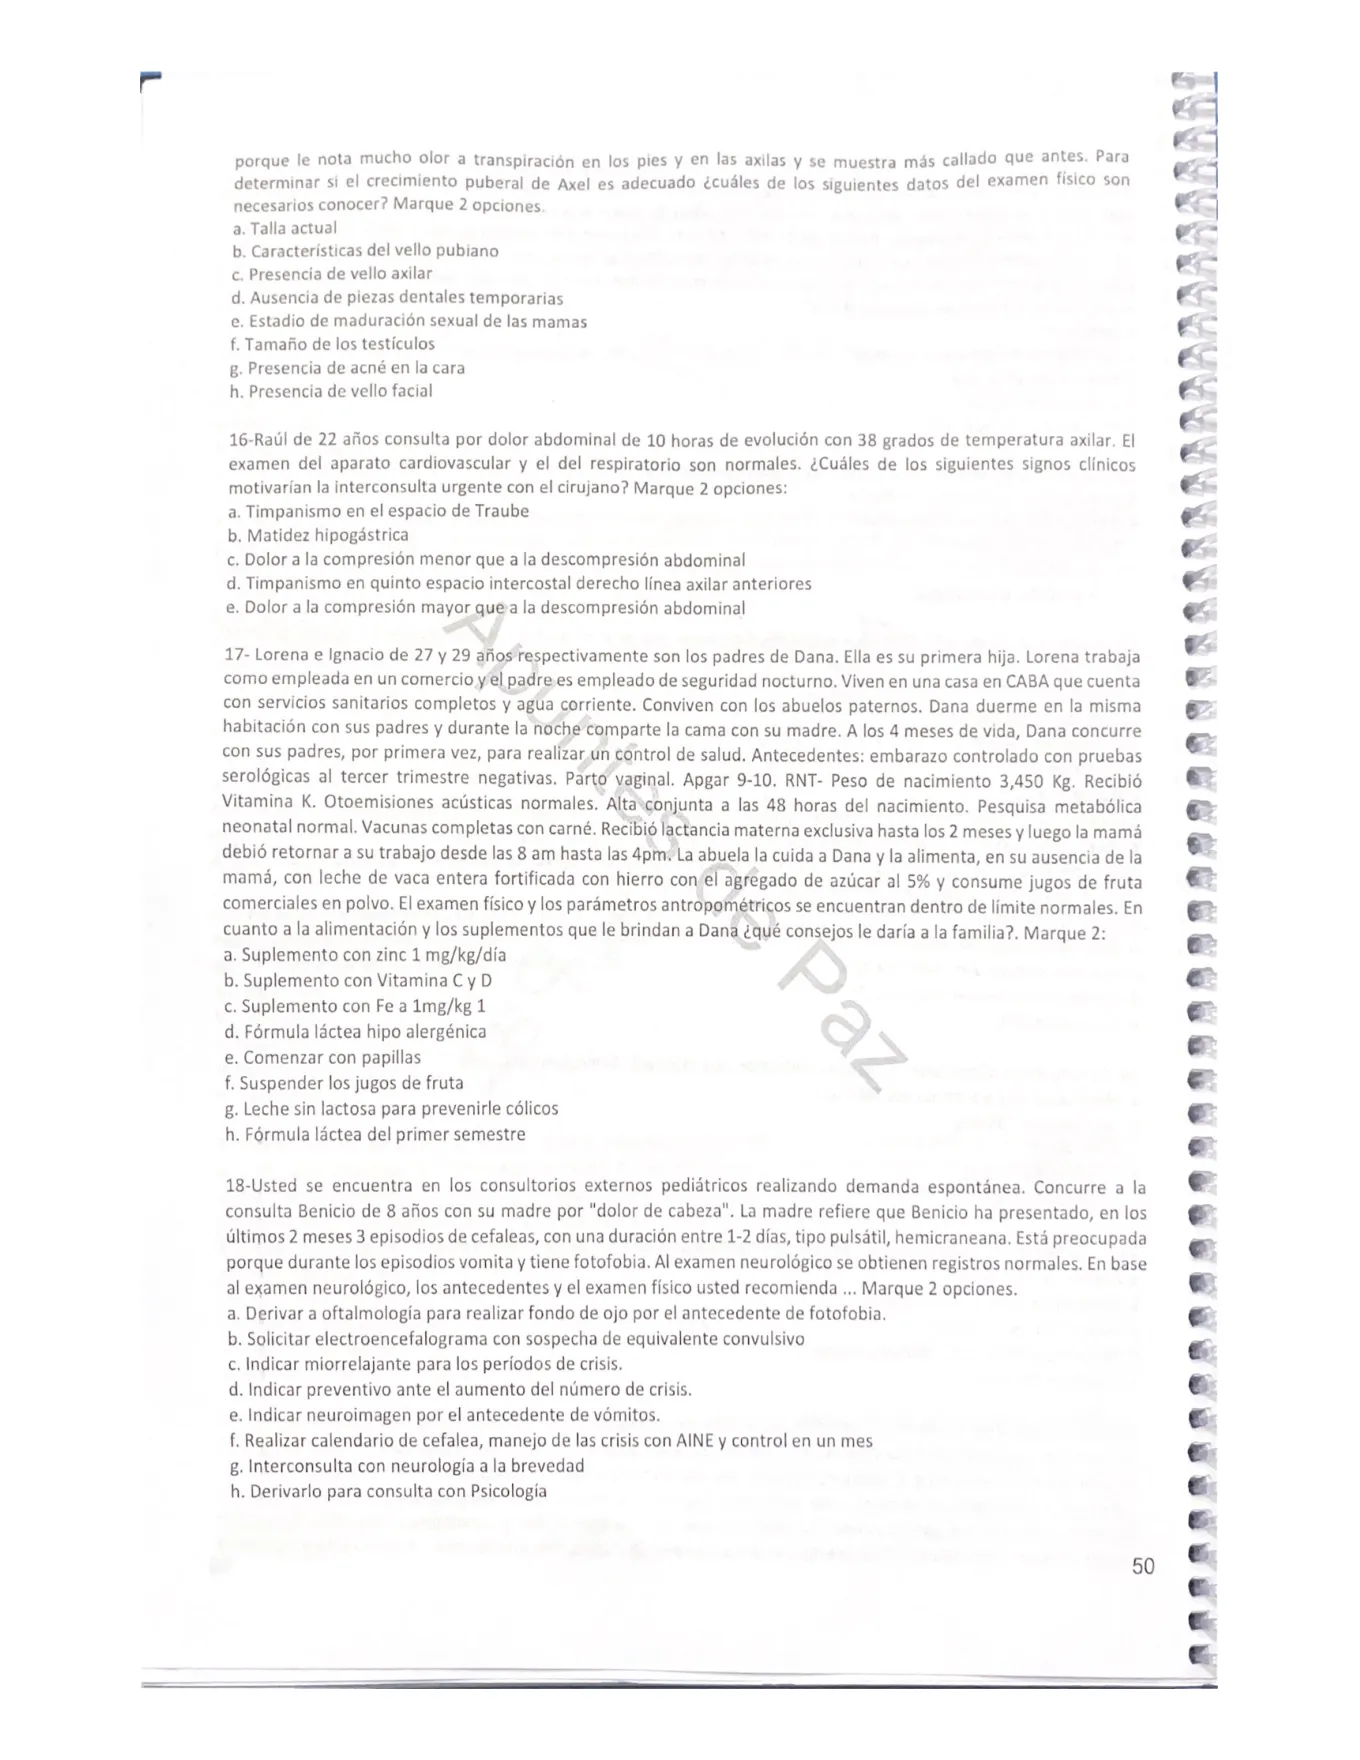 porque le nota mucho olor a transpiración en los pies y en las axilas y se muestra más callado que antes. Para
determinar si el crecimiento puberal de Axel es adecuado ¿cuáles de los siguientes datos del examen físico son
necesarios conocer? Marque 2 opciones.
a. Talla actual
b. Características del vello pubiano
c. Presencia de vello axilar
d. Ausencia de piezas dentales temporarias
e. Estadio de maduración sexual de las mamas
f. Tamaño de los testículos
g. Presencia de acné en la cara
h. Presencia de vello facial
16-Raúl de 22 años consulta por dolor abdominal de 10 horas de evolución con 38 grados de temperatura axilar. El
examen del aparato cardiovascular y el del respiratorio son normales. ¿Cuáles de los siguientes signos clínicos
motivarían la interconsulta urgente con el cirujano? Marque 2 opciones:
a. Timpanismo en el espacio de Traube
b. Matidez hipogástrica
c. Dolor a la compresión menor que a la descompresión abdominal
d. Timpanismo en quinto espacio intercostal derecho línea axilar anteriores
e. Dolor a la compresión mayor que a la descompresión abdominal
17- Lorena e Ignacio de 27 y 29 años respectivamente son los padres de Dana. Ella es su primera hija. Lorena trabaja
como empleada en un comercio y el padre es empleado de seguridad nocturno. Viven en una casa en CABA que cuenta
con servicios sanitarios completos y agua corriente. Conviven con los abuelos paternos. Dana duerme en la misma
habitación con sus padres y durante la noche comparte la cama con su madre. A los 4 meses de vida, Dana concurre
con sus padres, por primera vez, para realizar un control de salud. Antecedentes: embarazo controlado con pruebas
serológicas al tercer trimestre negativas. Parto vaginal. Apgar 9-10. RNT- Peso de nacimiento 3,450 Kg. Recibió
Vitamina K. Otoemisiones acústicas normales. Alta conjunta a las 48 horas del nacimiento. Pesquisa metabólica
neonatal normal. Vacunas completas con carné. Recibió lactancia materna exclusiva hasta los 2 meses y luego la mamá
debió retornar a su trabajo desde las 8 am hasta las 4pm. La abuela la cuida a Dana y la alimenta, en su ausencia de la
mamá, con leche de vaca entera fortificada con hierro con el agregado de azúcar al 5% y consume jugos de fruta
comerciales en polvo. El examen físico y los parámetros antropométricos se encuentran dentro de límite normales. En
cuanto a la alimentación y los suplementos que le brindan a Dana ¿qué consejos le daría a la familia?. Marque 2:
a. Suplemento con zinc 1 mg/kg/día
b. Suplemento con Vitamina C y D
c. Suplemento con Fe a 1mg/kg 1
d. Fórmula láctea hipo alergénica
e. Comenzar con papillas
f. Suspender los jugos de fruta
g. Leche sin lactosa para prevenirle cólicos
h. Fórmula láctea del primer semestre
18-Usted se encuentra en los consultorios externos pediátricos realizando demanda espontánea. Concurre a la
consulta Benicio de 8 años con su madre por "dolor de cabeza". La madre refiere que Benicio ha presentado, en los
últimos 2 meses 3 episodios de cefaleas, con una duración entre 1-2 días, tipo pulsátil, hemicraneana. Está preocupada
porque durante los episodios vomita y tiene fotofobia. Al examen neurológico se obtienen registros normales. En base
al examen neurológico, los antecedentes y el examen físico usted recomienda ... Marque 2 opciones.
a. Derivar a oftalmología para realizar fondo de ojo por el antecedente de fotofobia.
b. Solicitar electroencefalograma con sospecha de equivalente convulsivo
c. Indicar miorrelajante para los períodos de crisis.
d. Indicar preventivo ante el aumento del número de crisis.
e. Indicar neuroimagen por el antecedente de vómitos.
f. Realizar calendario de cefalea, manejo de las crisis con AINE y control en un mes
g. Interconsulta con neurología a la brevedad
h. Derivarlo para consulta con Psicología
50
Apuntes de Paz